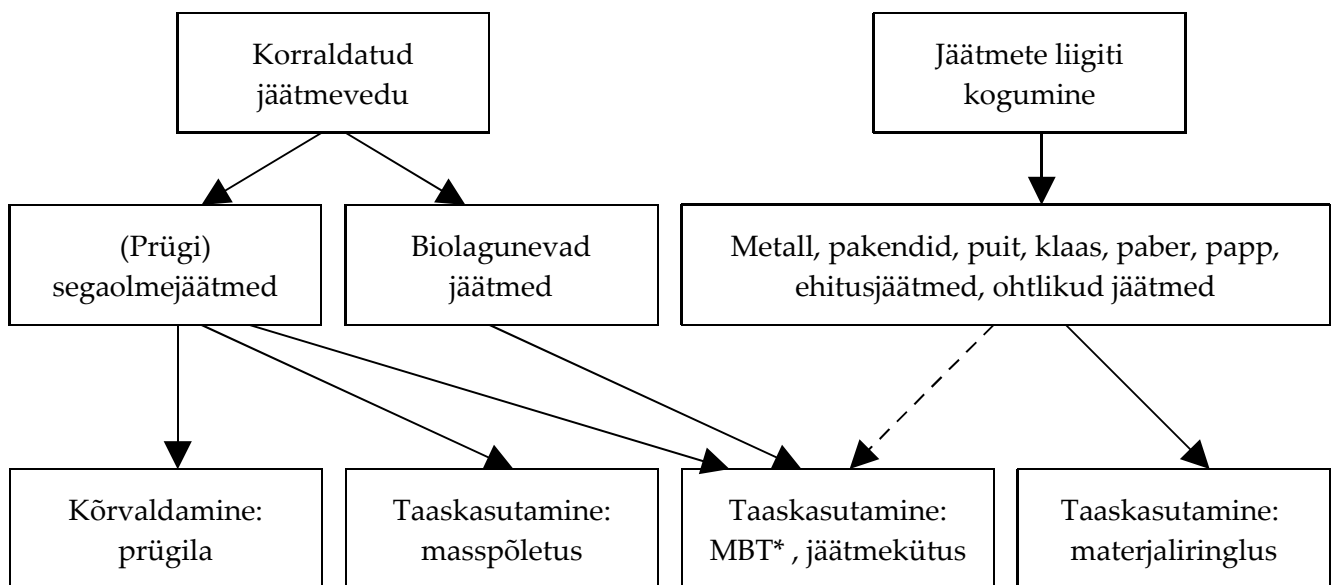 Korraldatud
jäätmevedu
Jäätmete liigiti
kogumine
(Prügi)
segaolmejäätmed
Biolagunevad
jäätmed
Metall, pakendid, puit, klaas, paber, papp,
ehitusjäätmed, ohtlikud jäätmed
Kõrvaldamine:
prügila
Taaskasutamine:
masspõletus
Taaskasutamine:
MBT* , jäätmekütus
Taaskasutamine:
materjaliringlus